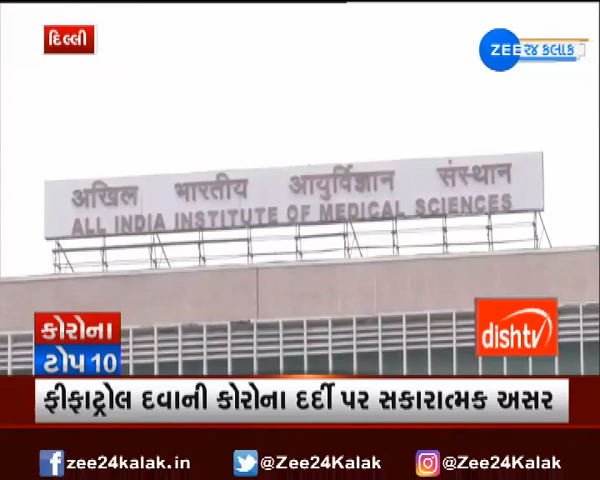 દિલ્લી
ZEE ૨૪ કલાક
अखिल भारतीय आयुर्विज्ञान संस्थान
ALL INDIA INSTITUTE OF MEDICAL SCIENCES
કોરોના
ટોપ 10
dishtv
ફીફાટ્રોલ દવાની કોરોના દર્દી પર સકારાત્મક અસર
zee24kalak.in @Zee24Kalak @Zee24Kalak